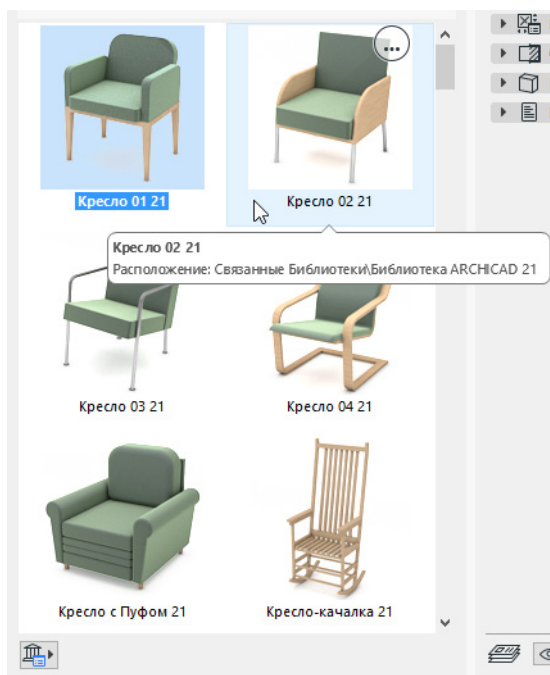 Кресло 01 21
Кресло 02 21
Кресло 02 21
Расположение: Связанные Библиотеки\Библиотека ARCHICAD 21
Кресло 03 21
Кресло 04 21
Кресло с Пуфом 21
Кресло-качалка 21